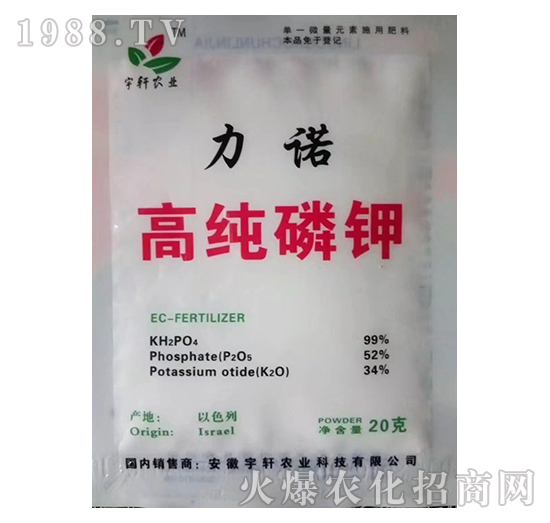 1988.TV
TM
宇轩农业
单一微量元素施用肥料
本品免于登记
力诺
高纯磷钾
EC-FERTILIZER
KH2PO4 99%
Phosphate(P2O5 52%
Potassium otide(K2O) 34%
产地: 以色列
Origin: Israel
POWDER
净含量 20克
国内销售商: 安徽宇轩农业科技有限公司
火爆农化招商网